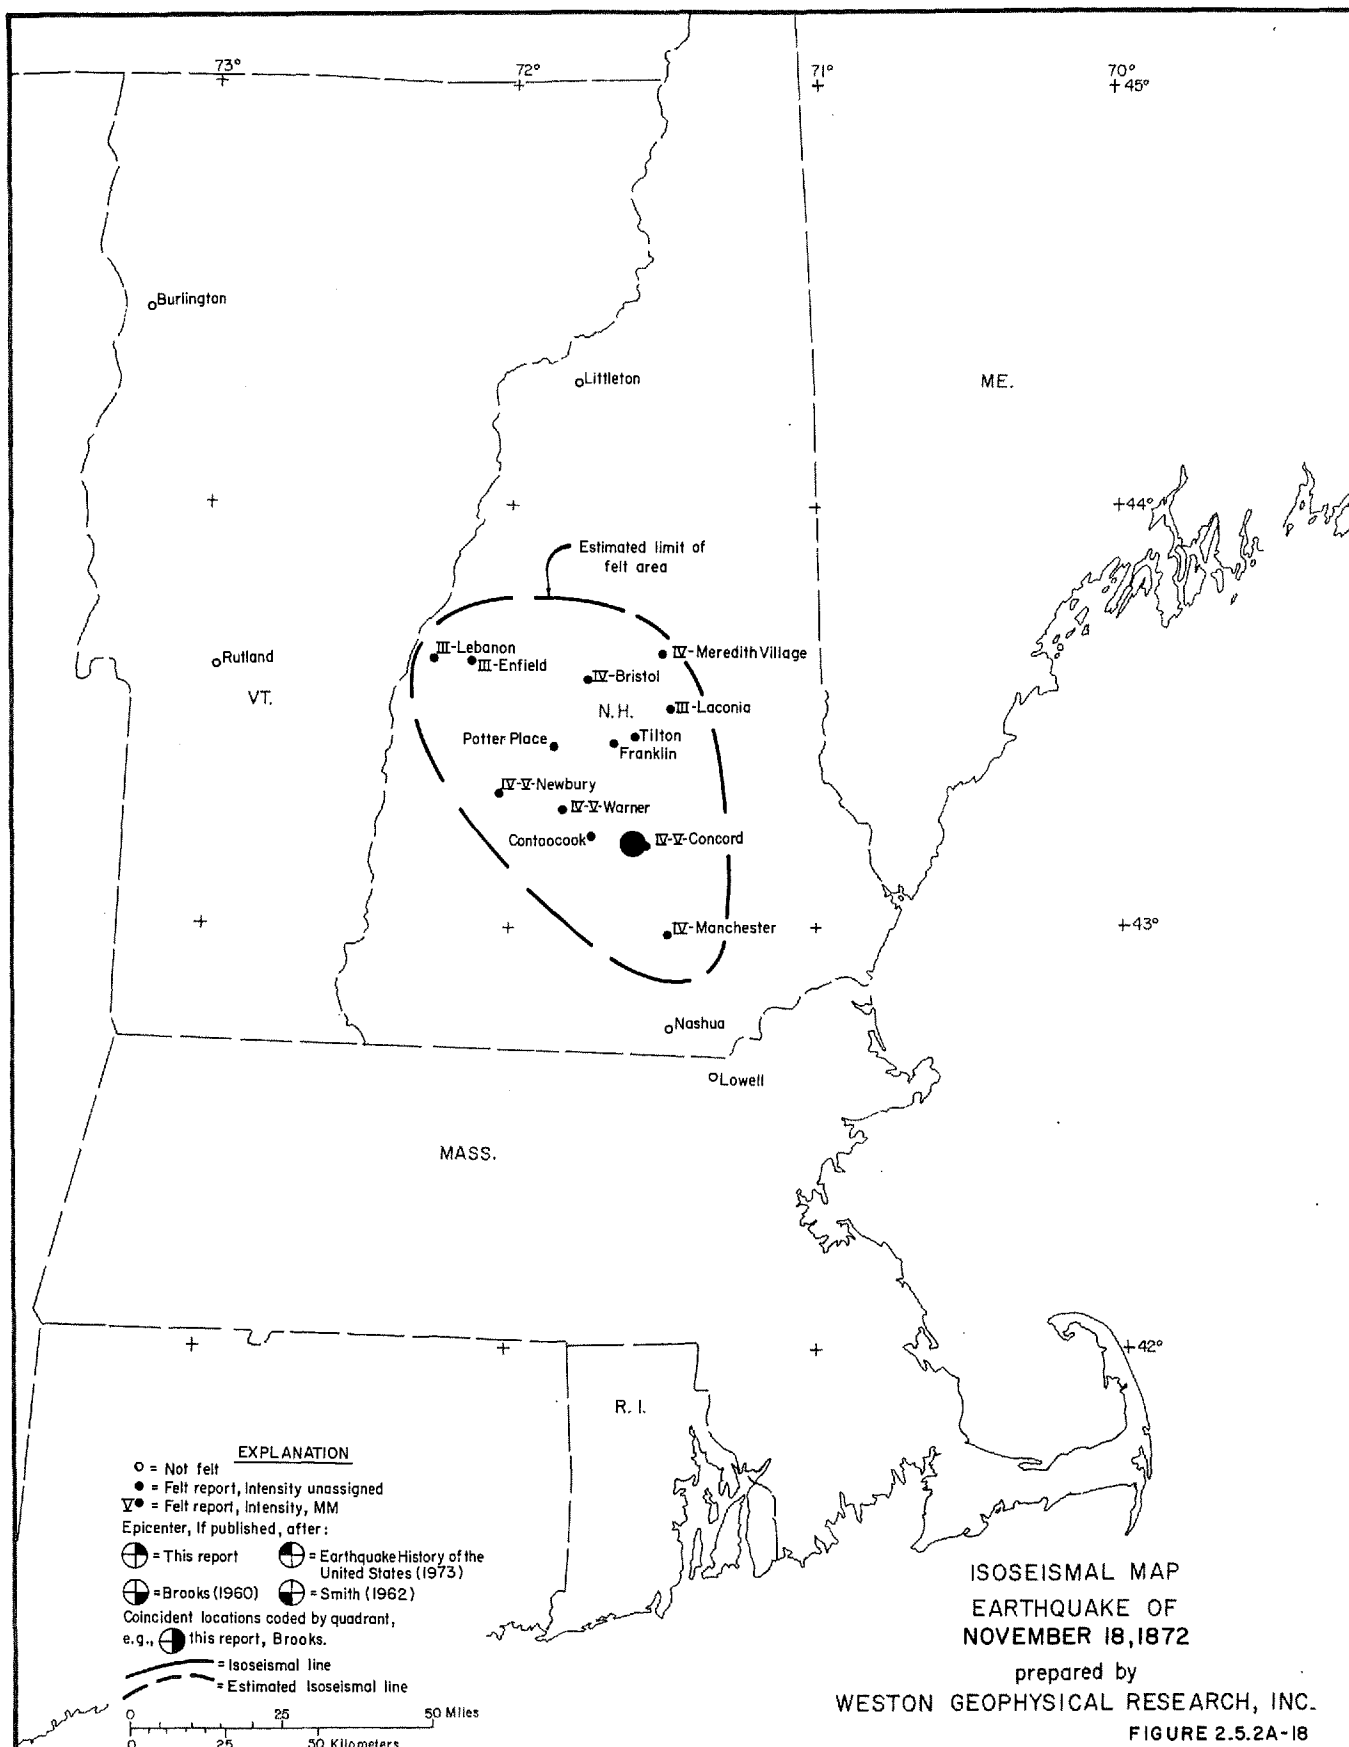 73°
72°
71°
70°
45°
Burlington
Littleton
ME.
44°
Estimated limit of
felt area
III-Lebanon
III-Enfield
IV-Meredith Village
Rutland
IV-Bristol
VT.
N.H.
III-Laconia
Potter Place
Tilton
Franklin
IV-V-Newbury
IV-V-Warner
Contoocook
IV-V-Concord
IV-Manchester
43°
Nashua
Lowell
MASS.
42°
R.I.
EXPLANATION
= Not felt
= Felt report, Intensity unassigned
V = Felt report, Intensity, MM
Epicenter, If published, after:
= This report
= Earthquake History of the
United States (1973)
= Brooks (1960)
= Smith (1962)
Coincident locations coded by quadrant,
e.g., this report, Brooks.
= Isoseismal line
= Estimated Isoseismal line
0 25 50 Miles
0 25 50 Kilometers
ISOSEISMAL MAP
EARTHQUAKE OF
NOVEMBER 18, 1872
prepared by
WESTON GEOPHYSICAL RESEARCH, INC.
FIGURE 2.5.2A-18